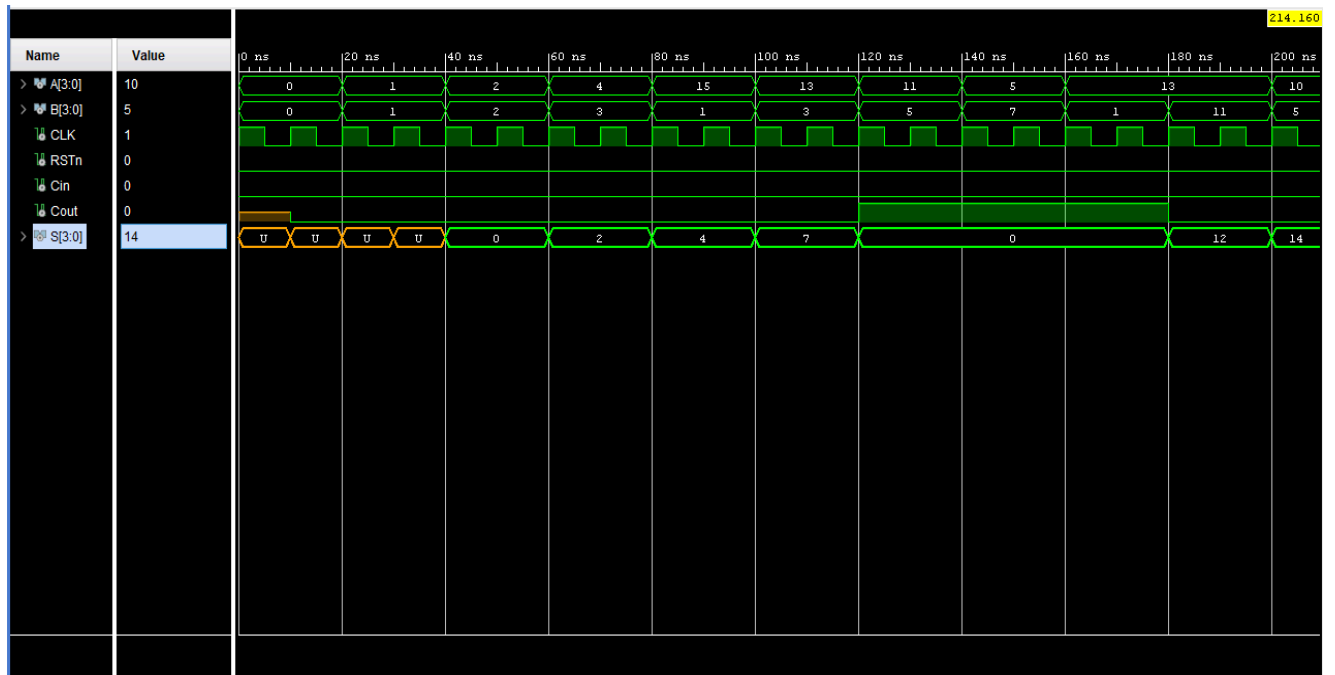 214.160
Name Value 0 ns 20 ns 40 ns 60 ns 80 ns 100 ns 120 ns 140 ns 160 ns 180 ns 200 ns
> A[3:0] 10 0 1 2 4 15 13 11 5 13 10
> B[3:0] 5 0 1 2 3 1 3 5 7 1 11 5
CLK 1
RSTn 0
Cin 0
Cout 0
> S[3:0] 14 U U U U 0 2 4 7 0 12 14